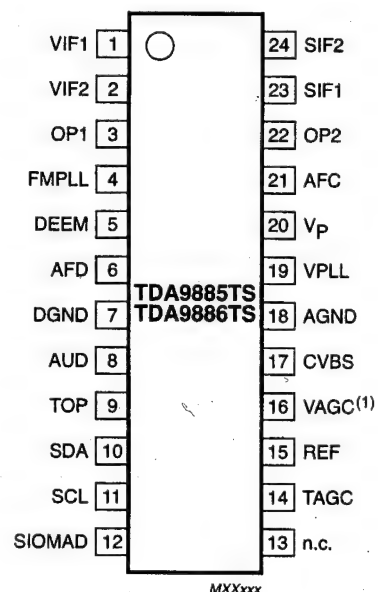 VIF1 1 24 SIF2
VIF2 2 23 SIF1
OP1 3 22 OP2
FMPLL 4 21 AFC
DEEM 5 20 VP
AFD 6 19 VPLL
TDA9885TS
DGND 7 TDA9886TS 18 AGND
AUD 8 17 CVBS
TOP 9 16 VAGC(1)
SDA 10 15 REF
SCL 11 14 TAGC
SIOMAD 12 13 n.c.
MXXxxx